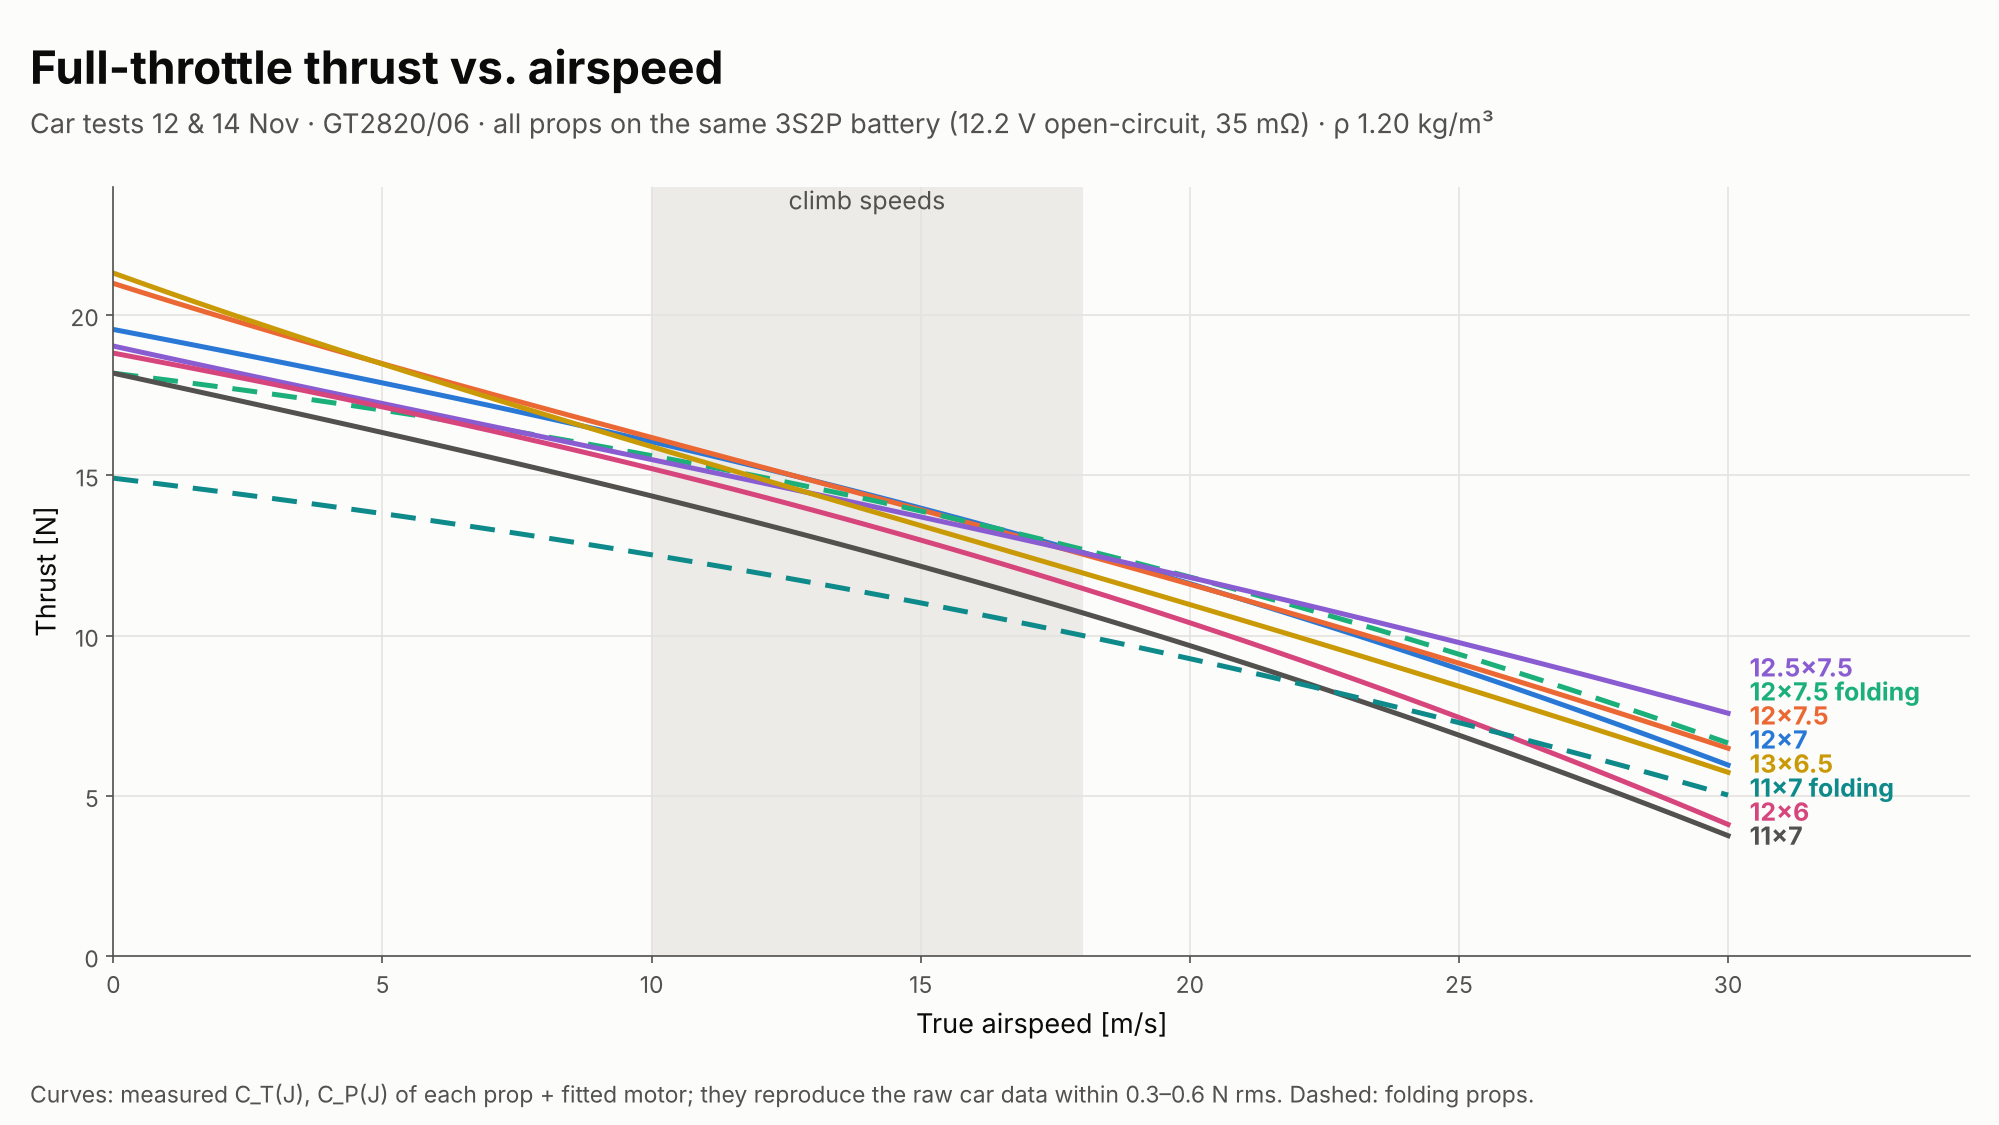 Full-throttle thrust vs. airspeed
Car tests 12 & 14 Nov · GT2820/06 · all props on the same 3S2P battery (12.2 V open-circuit, 35 mΩ) · ρ 1.20 kg/m³
climb speeds
20
15
10
5
0
Thrust [N]
12.5×7.5
12×7.5 folding
12×7.5
12×7
13×6.5
11×7 folding
12×6
11×7
0 5 10 15 20 25 30
True airspeed [m/s]
Curves: measured C_T(J), C_P(J) of each prop + fitted motor; they reproduce the raw car data within 0.3–0.6 N rms. Dashed: folding props.